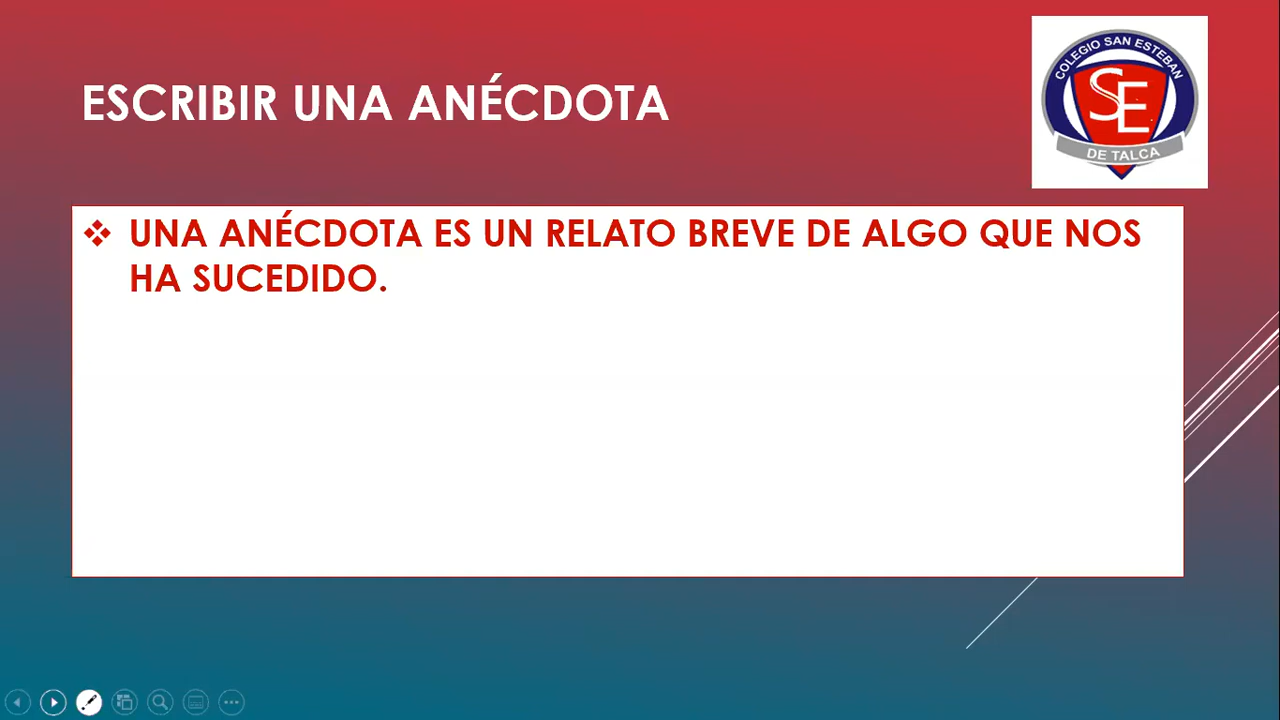 ESCRIBIR UNA ANÉCDOTA
COLEGIO SAN ESTEBAN
SE
DE TALCA
UNA ANÉCDOTA ES UN RELATO BREVE DE ALGO QUE NOS
HA SUCEDIDO.